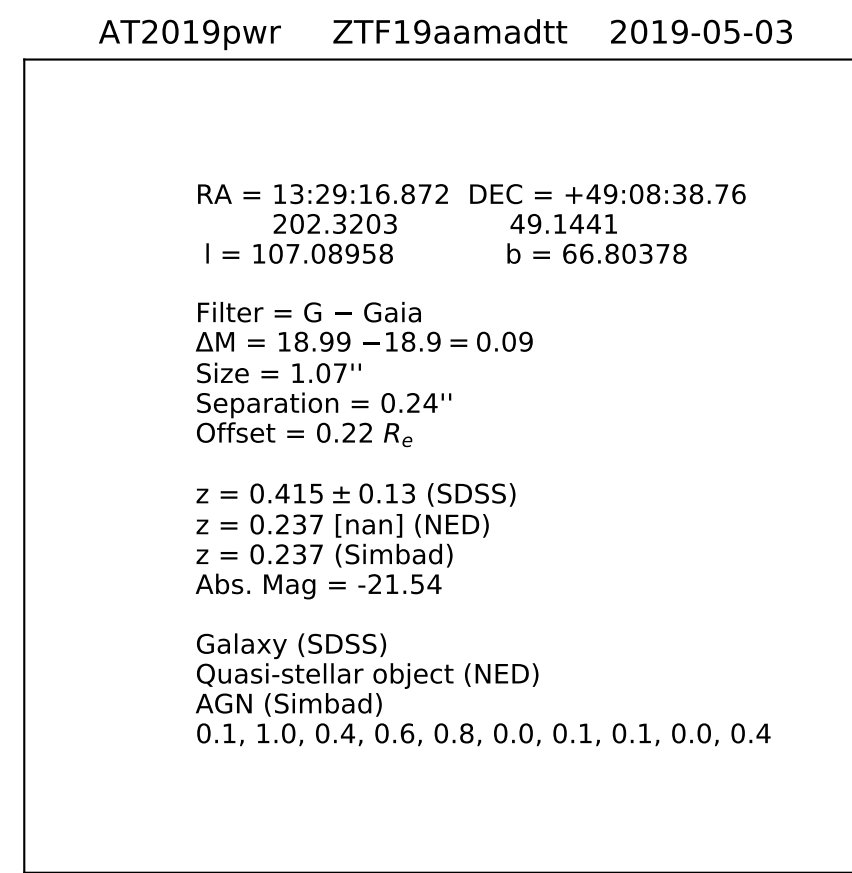 AT2019pwr ZTF19aamadtt 2019-05-03
RA = 13:29:16.872 DEC = +49:08:38.76
202.3203 49.1441
l = 107.08958 b = 66.80378
Filter = G − Gaia
ΔM = 18.99 −18.9 = 0.09
Size = 1.07''
Separation = 0.24''
Offset = 0.22 Rₑ
z = 0.415 ± 0.13 (SDSS)
z = 0.237 [nan] (NED)
z = 0.237 (Simbad)
Abs. Mag = -21.54
Galaxy (SDSS)
Quasi-stellar object (NED)
AGN (Simbad)
0.1, 1.0, 0.4, 0.6, 0.8, 0.0, 0.1, 0.1, 0.0, 0.4